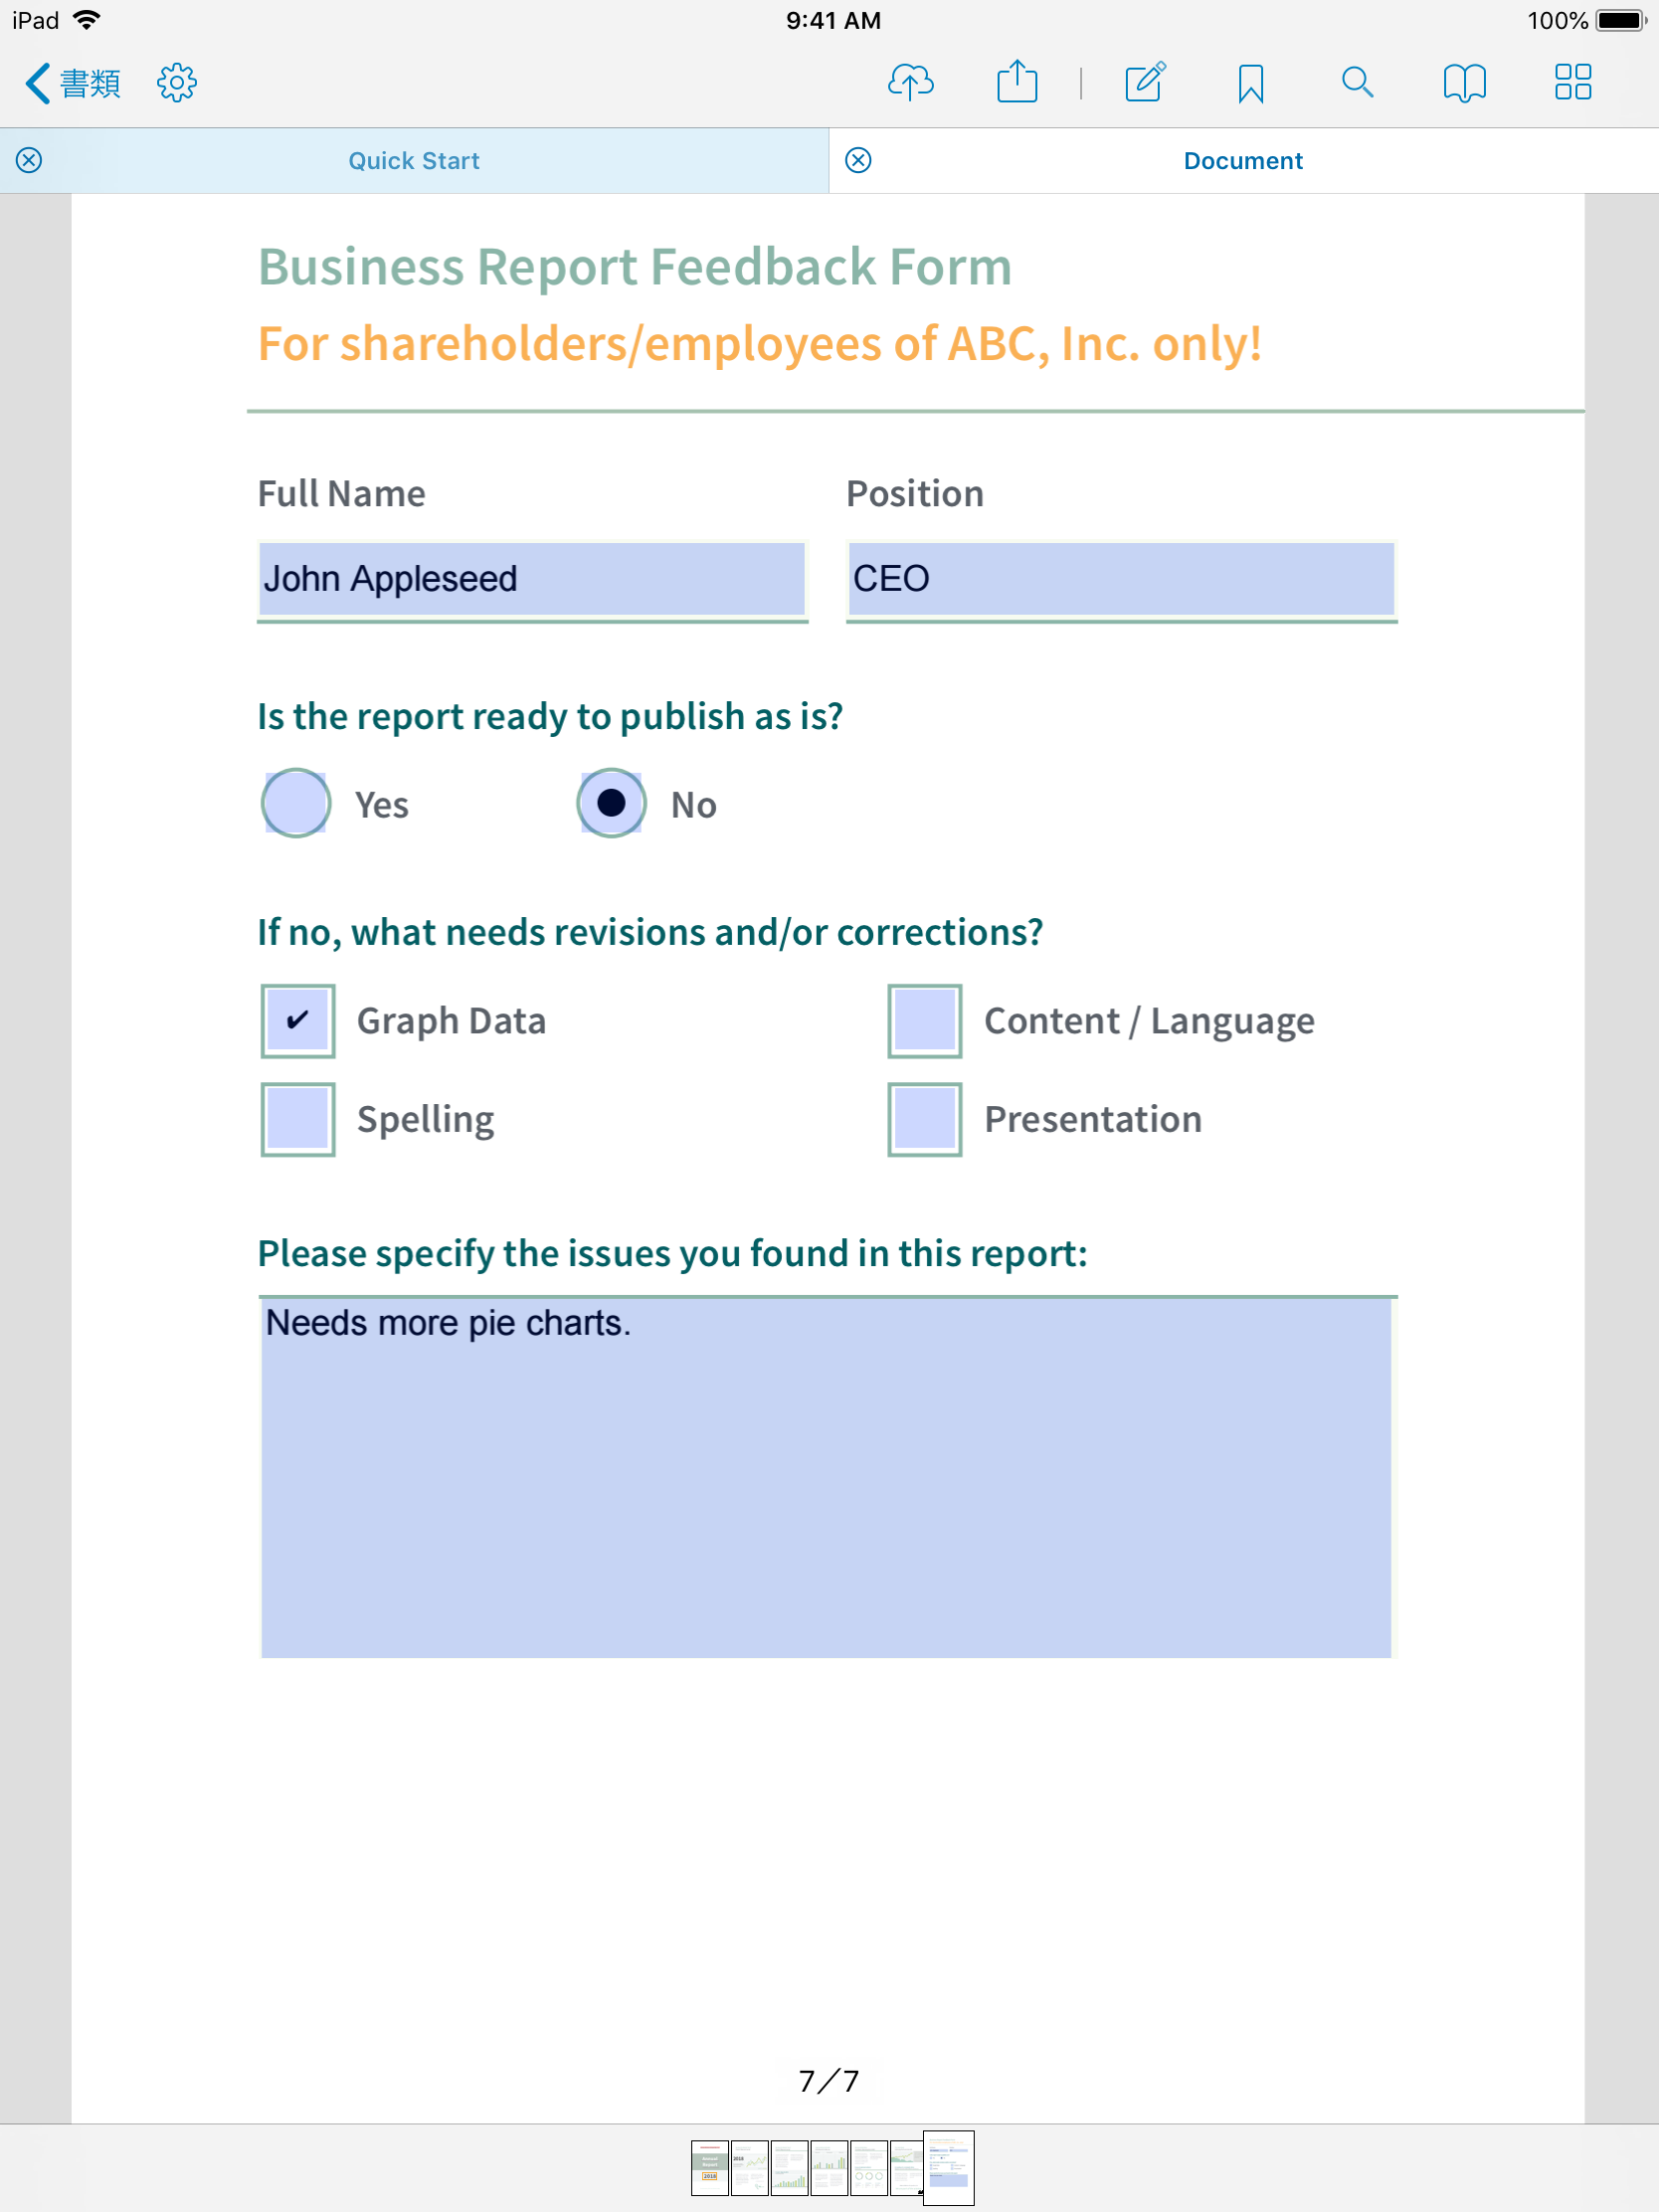 iPad 9:41 AM 100%
書類
Quick Start Document
Business Report Feedback Form
For shareholders/employees of ABC, Inc. only!
Full Name Position
John Appleseed CEO
Is the report ready to publish as is?
Yes No
If no, what needs revisions and/or corrections?
Graph Data Content / Language
Spelling Presentation
Please specify the issues you found in this report:
Needs more pie charts.
7/7
Annual
Report
2018